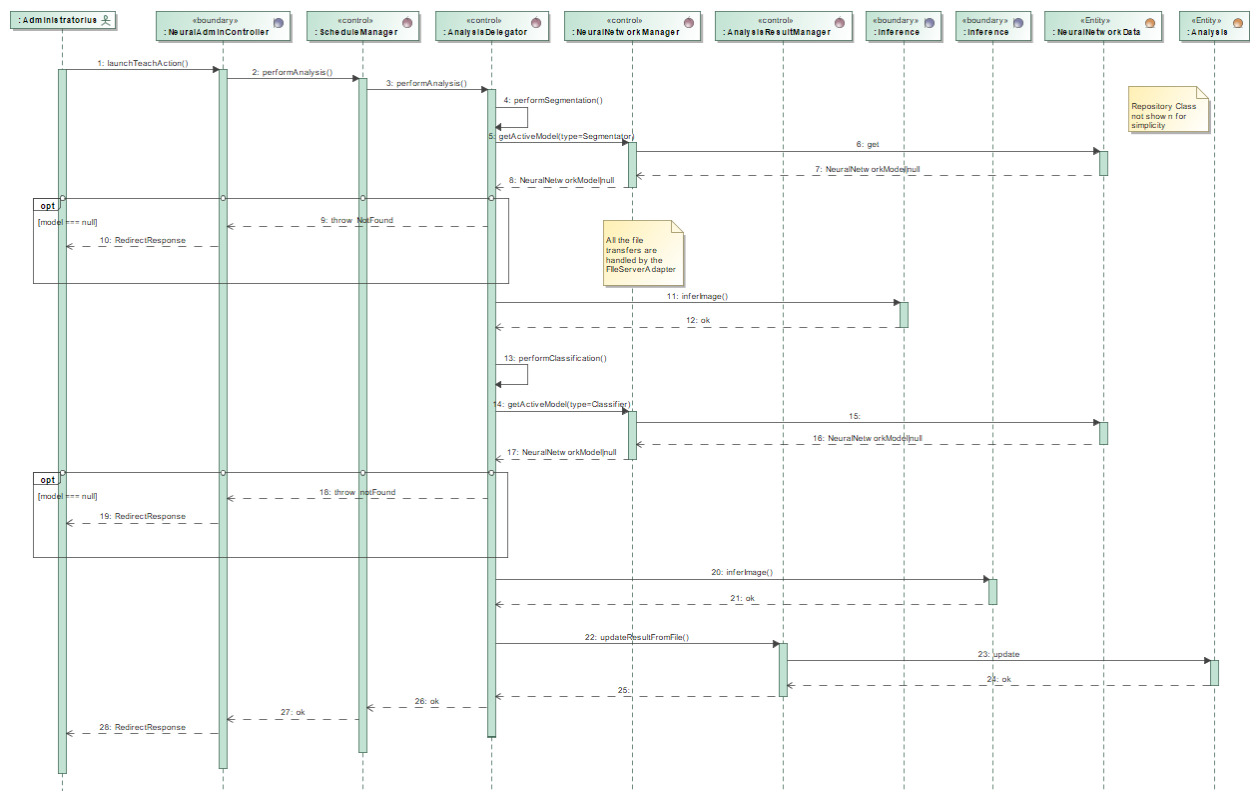 : Administratorius
«boundary»
: NeuralAdminController
«control»
: ScheduleManager
«control»
: AnalysisDelegator
«control»
: NeuralNetworkManager
«control»
: AnalysisResultManager
«boundary»
: Inference
«boundary»
: Inference
«Entity»
: NeuralNetworkData
«Entity»
: Analysis
1: launchTeachAction()
2: performAnalysis()
3: performAnalysis()
4: performSegmentation()
Repository Class
not shown for
simplicity
5: getActiveModel(type=Segmentator)
6: get
7: NeuralNetworkModel|null
8: NeuralNetworkModel|null
opt
[model === null]
9: throw NotFound
10: RedirectResponse
All the file
transfers are
handled by the
FileServerAdapter
11: inferImage()
12: ok
13: performClassification()
14: getActiveModel(type=Classifier)
15:
16: NeuralNetworkModel|null
17: NeuralNetworkModel|null
opt
[model === null]
18: throw notFound
19: RedirectResponse
20: inferImage()
21: ok
22: updateResultFromFile()
23: update
24: ok
25:
26: ok
27: ok
28: RedirectResponse